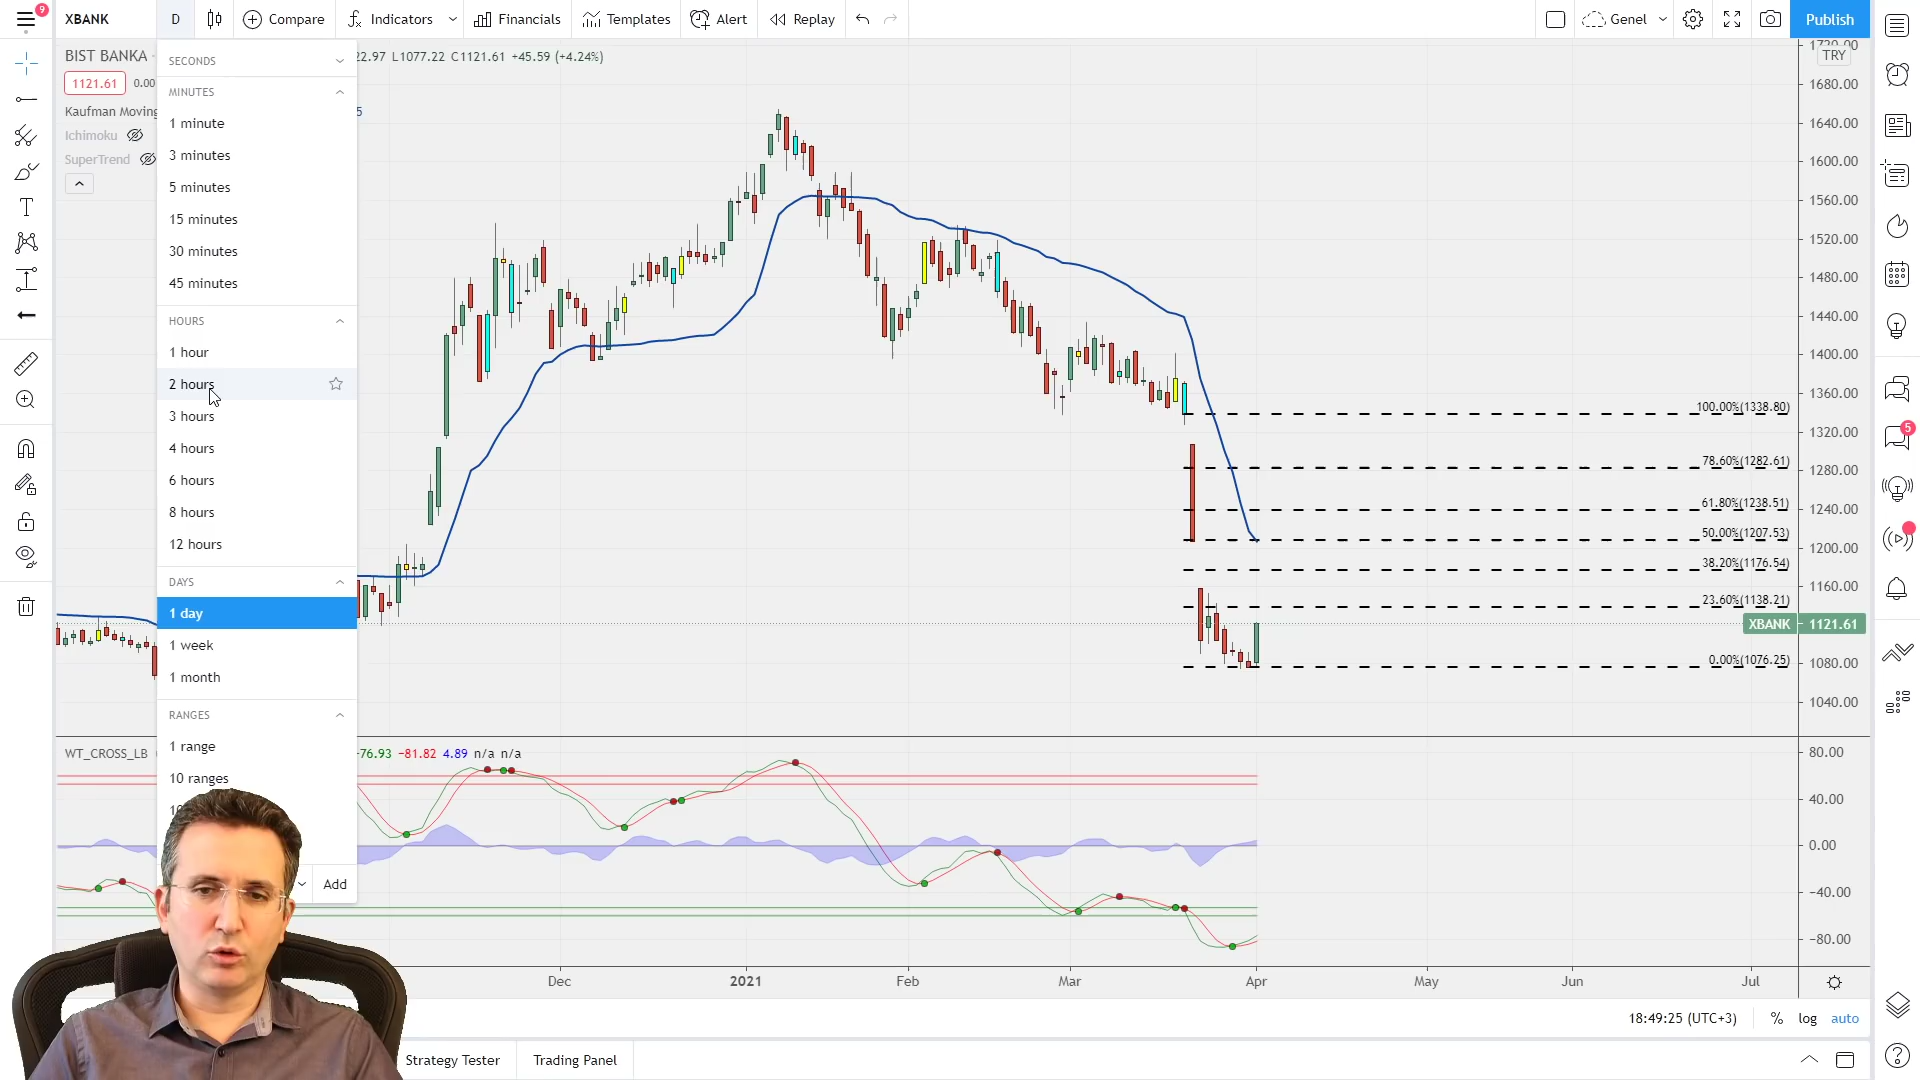 9
XBANK
D
Compare
Indicators
Financials
Templates
Alert
Replay
Genel
Publish
BIST BANKA
22.97 L1077.22 C1121.61 +45.59 (+4.24%)
1121.61
0.00
Kaufman Moving
5
Ichimoku
SuperTrend
SECONDS
MINUTES
1 minute
3 minutes
5 minutes
15 minutes
30 minutes
45 minutes
HOURS
1 hour
2 hours
3 hours
4 hours
6 hours
8 hours
12 hours
DAYS
1 day
1 week
1 month
RANGES
1 range
10 ranges
Add
1720.00
TRY
1680.00
1640.00
1600.00
1560.00
1520.00
1480.00
1440.00
1400.00
1360.00
1320.00
1280.00
1240.00
1200.00
1160.00
XBANK 1121.61
1080.00
1040.00
100.00%(1338.80)
78.60%(1282.61)
61.80%(1238.51)
50.00%(1207.53)
38.20%(1176.54)
23.60%(1138.21)
0.00%(1076.25)
5
WT_CROSS_LB
-76.93 −81.82 4.89 n/a n/a
80.00
40.00
0.00
−40.00
−80.00
Dec
2021
Feb
Mar
Apr
May
Jun
Jul
18:49:25 (UTC+3)
%
log
auto
Strategy Tester
Trading Panel